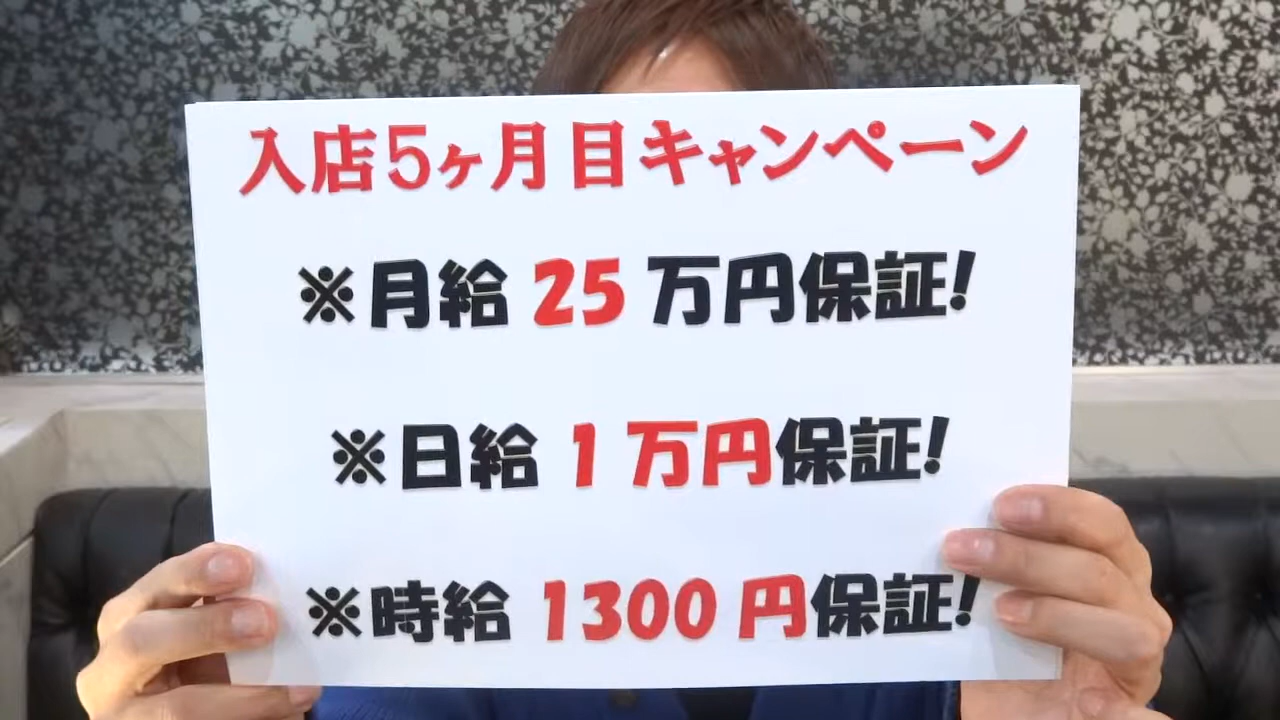 入店5ヶ月目キャンペーン
※月給 25 万円保証!
※日給 1 万円保証!
※時給 1300 円保証!